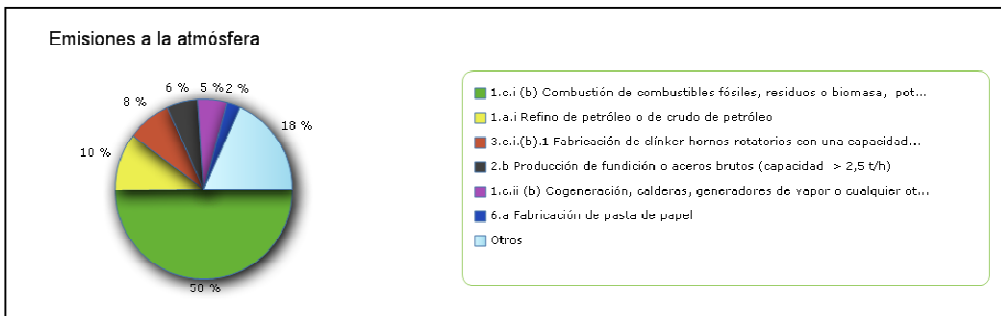 Emisiones a la atmósfera
6 %
5 %
2 %
8 %
18 %
10 %
50 %
1.c.i (b) Combustión de combustibles fósiles, residuos o biomasa, pot...
1.a.i Refino de petróleo o de crudo de petróleo
3.c.i.(b).1 Fabricación de clínker hornos rotatorios con una capacidad...
2.b Producción de fundición o aceros brutos (capacidad > 2,5 t/h)
1.c.ii (b) Cogeneración, calderas, generadores de vapor o cualquier ot...
6.a Fabricación de pasta de papel
Otros